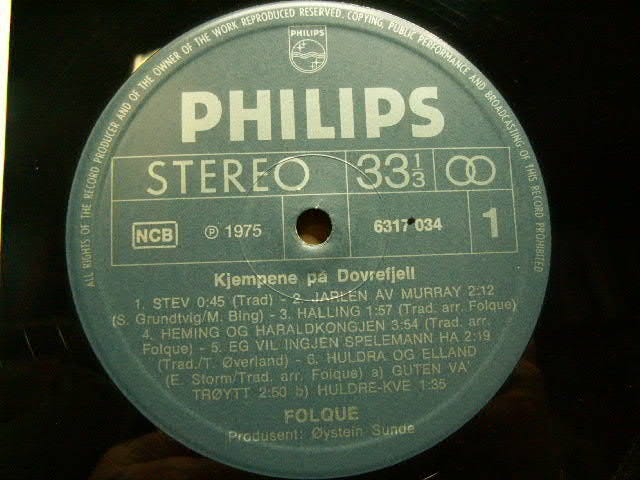 ALL RIGHTS OF THE RECORD PRODUCER AND OF THE OWNER OF THE WORK REPRODUCED RESERVED. COPYING, PUBLIC PERFORMANCE AND BROADCASTING OF THIS RECORD PROHIBITED
PHILIPS
PHILIPS
STEREO 33 1/3
NCB ℗ 1975 6317 034 1
Kjempene på Dovrefjell
1. STEV 0:45 (Trad) - 2. JARLEN AV MURRAY 2:12
(S. Grundtvig/M. Bing) - 3. HALLING 1:57 (Trad. arr. Folque)
4. HEMING OG HARALDKONGJEN 3:54 (Trad. arr.
Folque) - 5. EG VIL INGJEN SPELEMANN HA 2:19
(Trad./T. Øverland) - 6. HULDRA OG ELLAND
(E. Storm/Trad. arr. Folque) a) GUTEN VA'
TRØYTT 2:50 b) HULDRE-KVE 1:35
FOLQUE
Produsent: Øystein Sunde